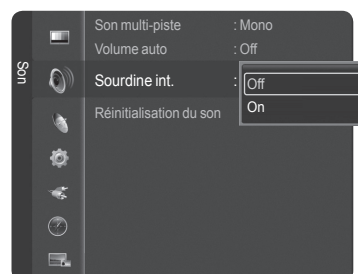 Son
Son multi-piste : Mono
Volume auto : Off
Sourdine int. : Off
On
Réinitialisation du son